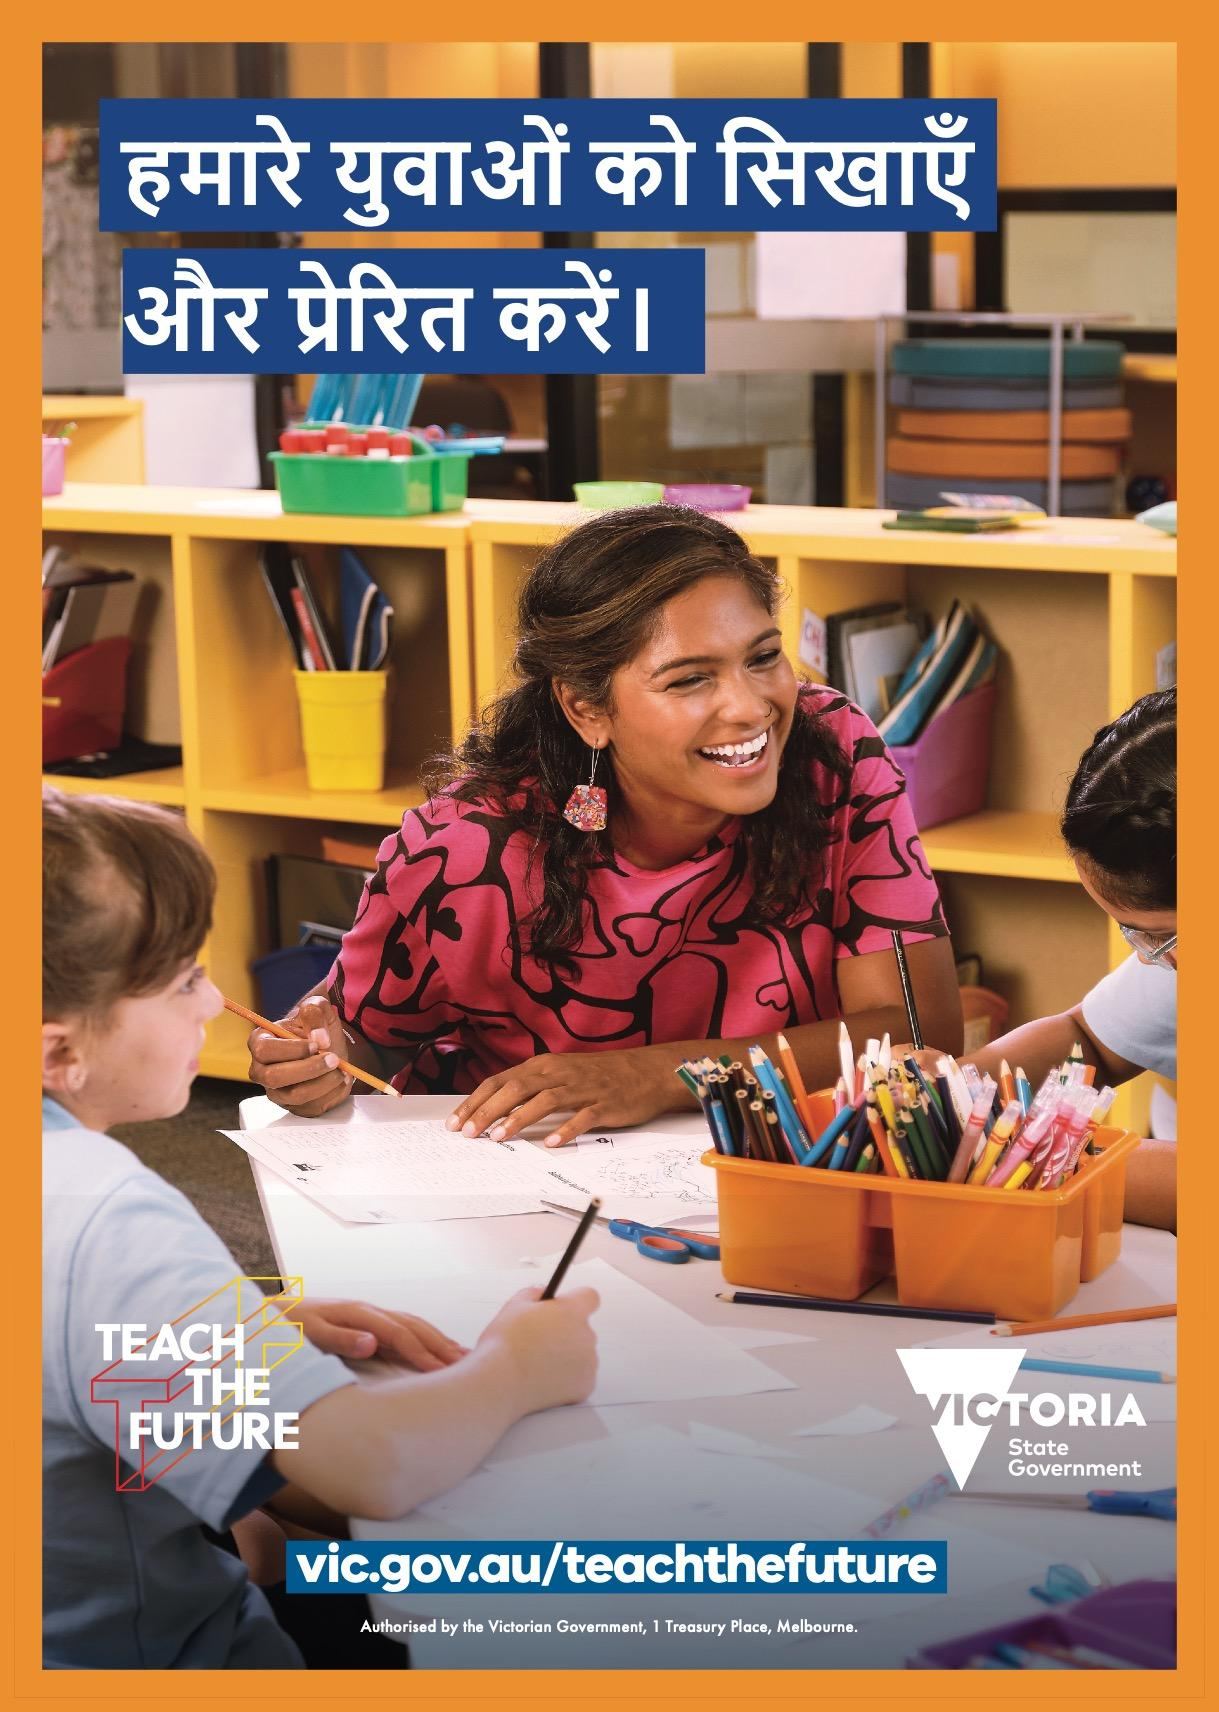 हमारे युवाओं को सिखाएँ
और प्रेरित करें।
TEACH
THE
FUTURE
VICTORIA
State
Government
vic.gov.au/teachthefuture
Authorised by the Victorian Government, 1 Treasury Place, Melbourne.